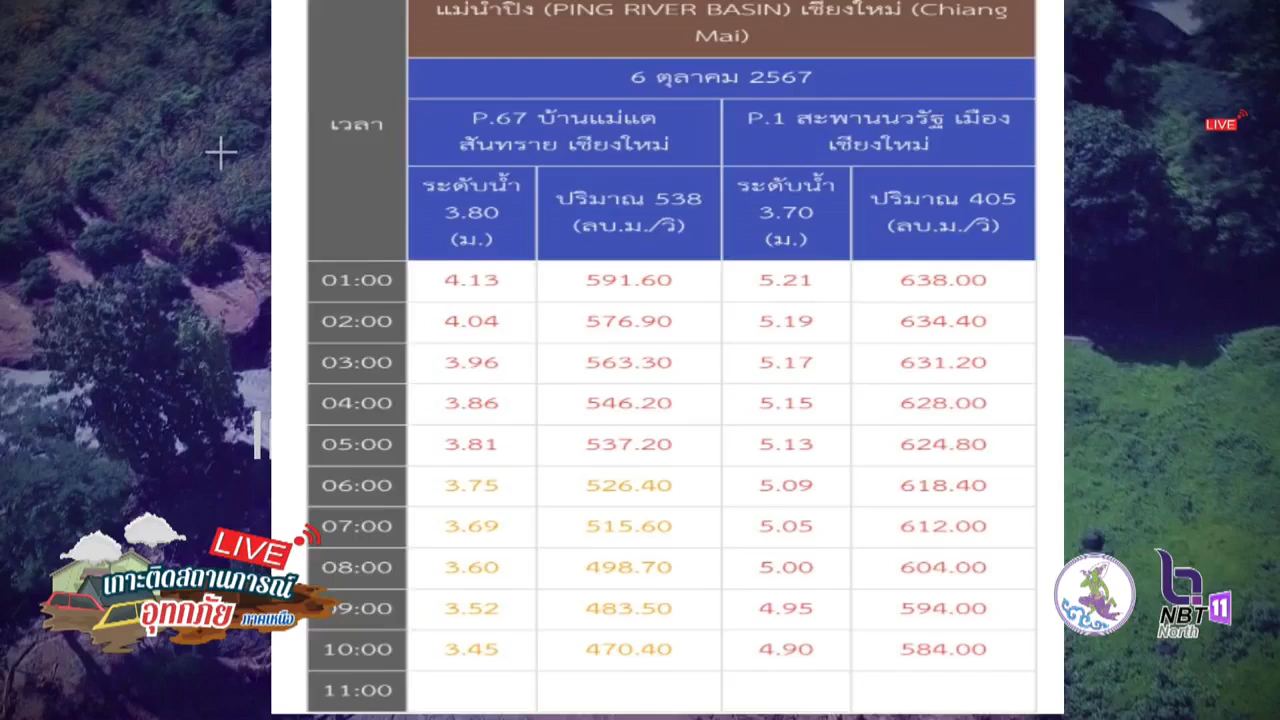 แม่น้ำปิง (PING RIVER BASIN) เชียงใหม่ (Chiang
Mai)
6 ตุลาคม 2567
เวลา
P.67 บ้านแม่แต
สันทราย เชียงใหม่
P.1 สะพานนวรัฐ เมือง
เชียงใหม่
ระดับน้ำ
3.80
(ม.)
ปริมาณ 538
(ลบ.ม./วิ)
ระดับน้ำ
3.70
(ม.)
ปริมาณ 405
(ลบ.ม./วิ)
01:00 4.13 591.60 5.21 638.00
02:00 4.04 576.90 5.19 634.40
03:00 3.96 563.30 5.17 631.20
04:00 3.86 546.20 5.15 628.00
05:00 3.81 537.20 5.13 624.80
06:00 3.75 526.40 5.09 618.40
07:00 3.69 515.60 5.05 612.00
08:00 3.60 498.70 5.00 604.00
09:00 3.52 483.50 4.95 594.00
10:00 3.45 470.40 4.90 584.00
11:00
LIVE
LIVE
เกาะติดสถานการณ์
อุทกภัย ภาคเหนือ
NBT 11
North